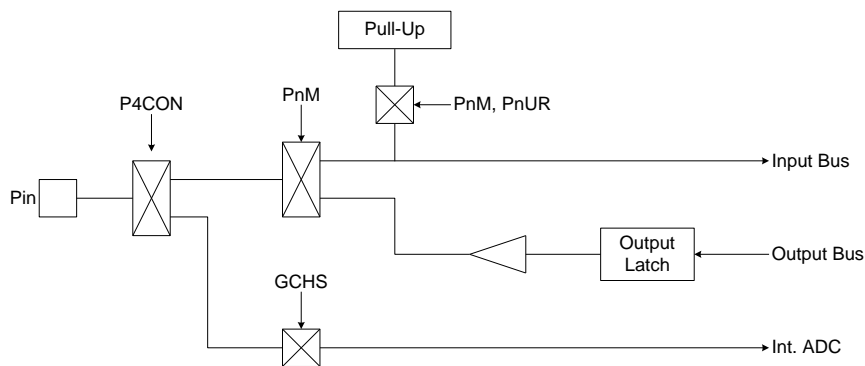 Pull-Up
P4CON
PnM
PnM, PnUR
Input Bus
Pin
Output
Latch
Output Bus
GCHS
Int. ADC